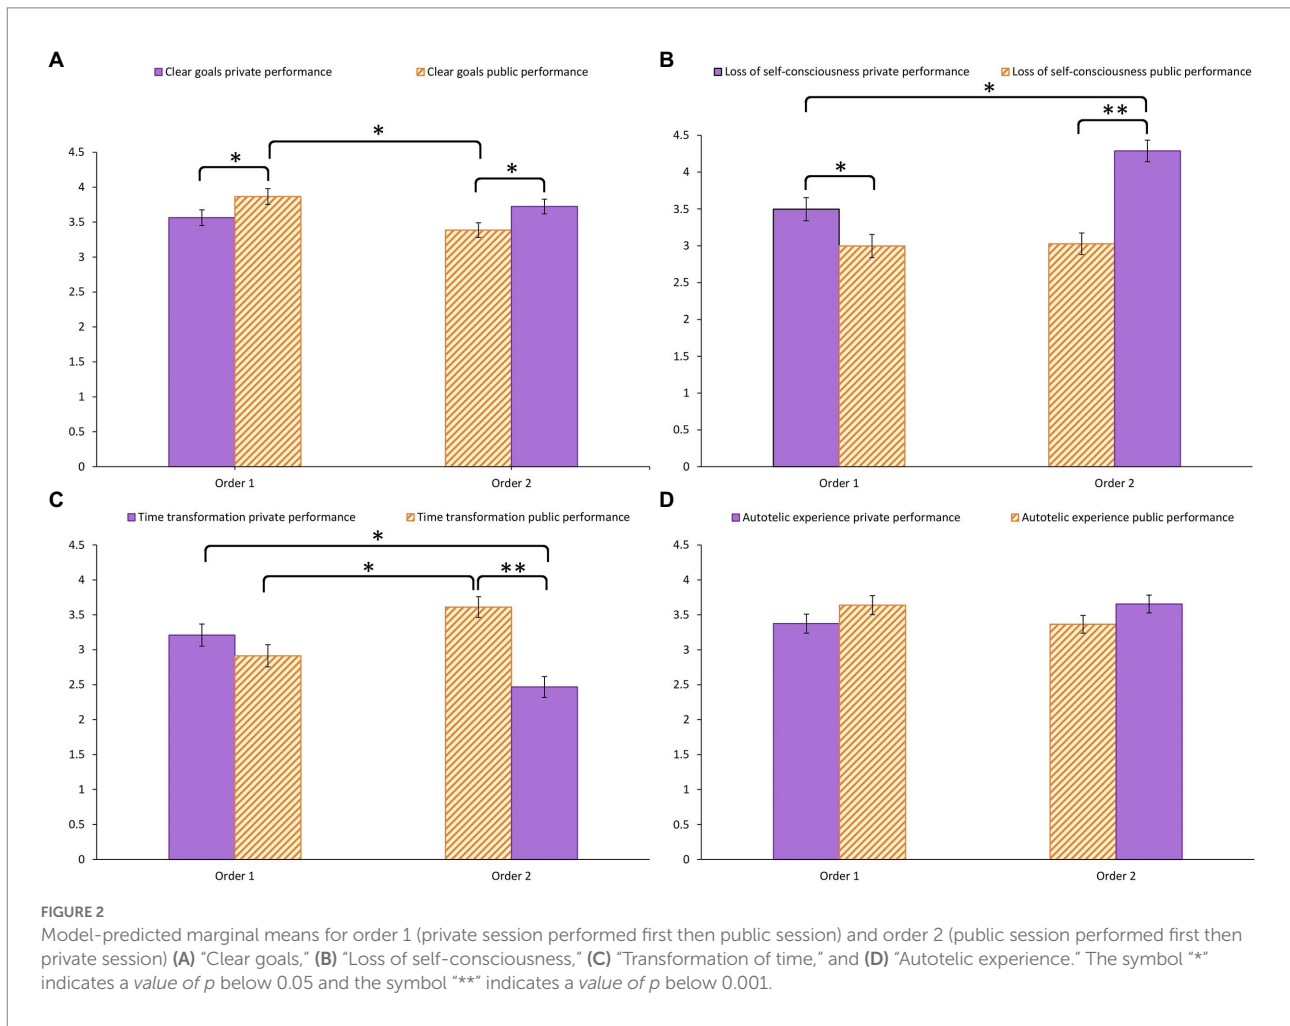 A
Clear goals private performance
Clear goals public performance
*
*
*
4.5
4
3.5
3
2.5
2
1.5
1
0.5
0
Order 1
Order 2
B
Loss of self-consciousness private performance
Loss of self-consciousness public performance
*
**
*
4.5
4
3.5
3
2.5
2
1.5
1
0.5
0
Order 1
Order 2
C
Time transformation private performance
Time transformation public performance
*
*
**
4.5
4
3.5
3
2.5
2
1.5
1
0.5
0
Order 1
Order 2
D
Autotelic experience private performance
Autotelic experience public performance
4.5
4
3.5
3
2.5
2
1.5
1
0.5
0
Order 1
Order 2
FIGURE 2
Model-predicted marginal means for order 1 (private session performed first then public session) and order 2 (public session performed first then
private session) (A) “Clear goals,” (B) “Loss of self-consciousness,” (C) “Transformation of time,” and (D) “Autotelic experience.” The symbol “*”
indicates a value of p below 0.05 and the symbol “**” indicates a value of p below 0.001.